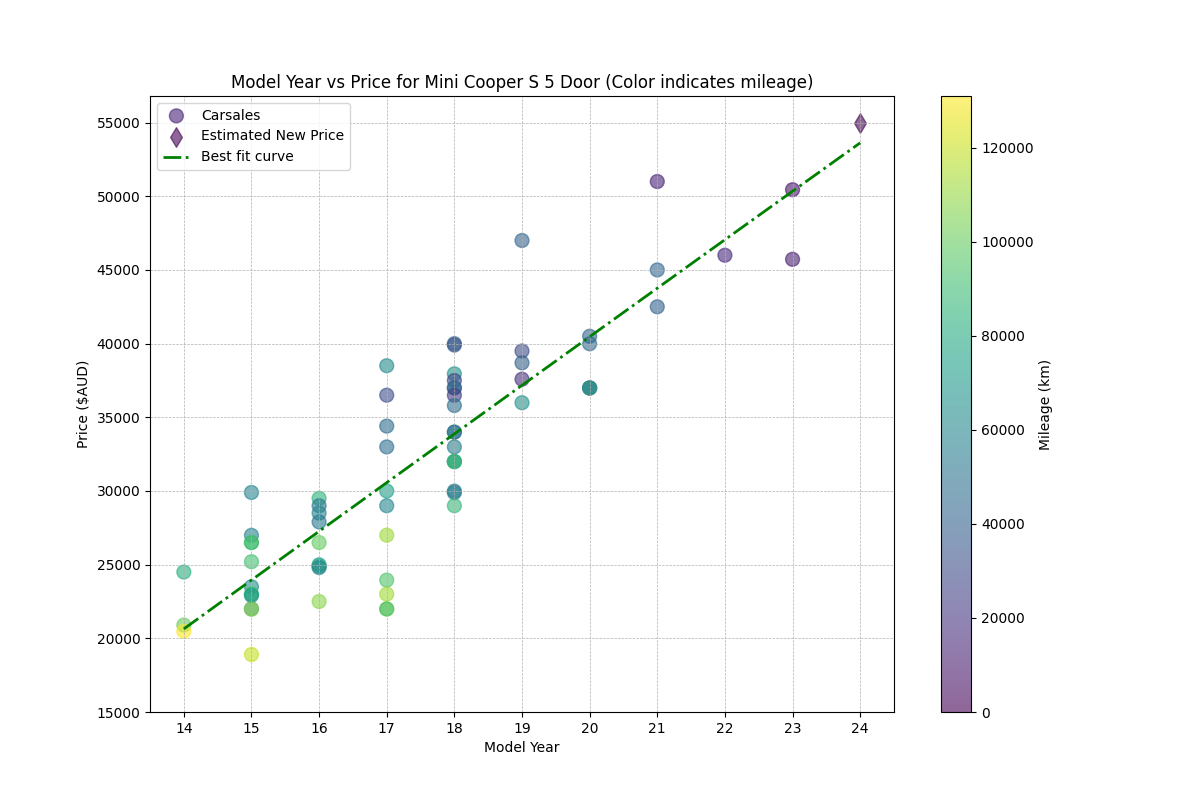 Model Year vs Price for Mini Cooper S 5 Door (Color indicates mileage)
Carsales
Estimated New Price
Best fit curve
55000
50000
45000
40000
35000
30000
25000
20000
15000
Price ($AUD)
14 15 16 17 18 19 20 21 22 23 24
Model Year
120000
100000
80000
60000
40000
20000
0
Mileage (km)